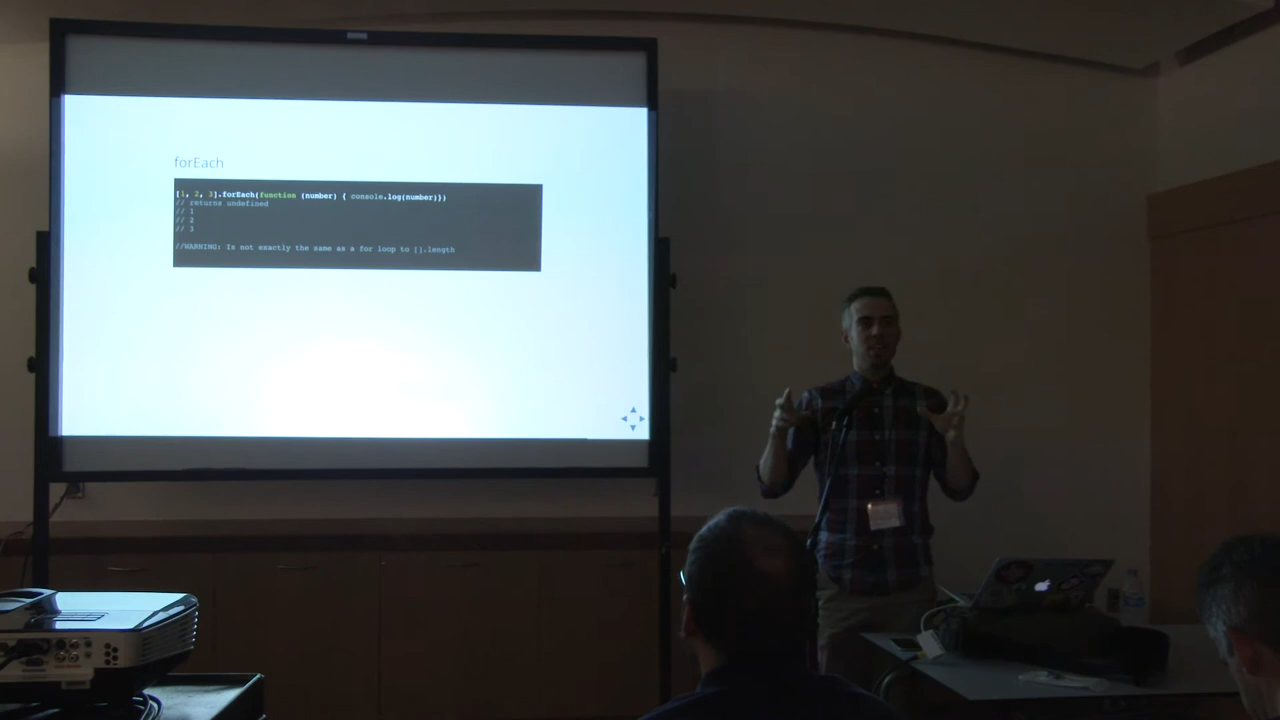 forEach
[1, 2, 3].forEach(function (number) { console.log(number)})
// returns undefined
// 1
// 2
// 3
//WARNING: Is not exactly the same as a for loop to [].length